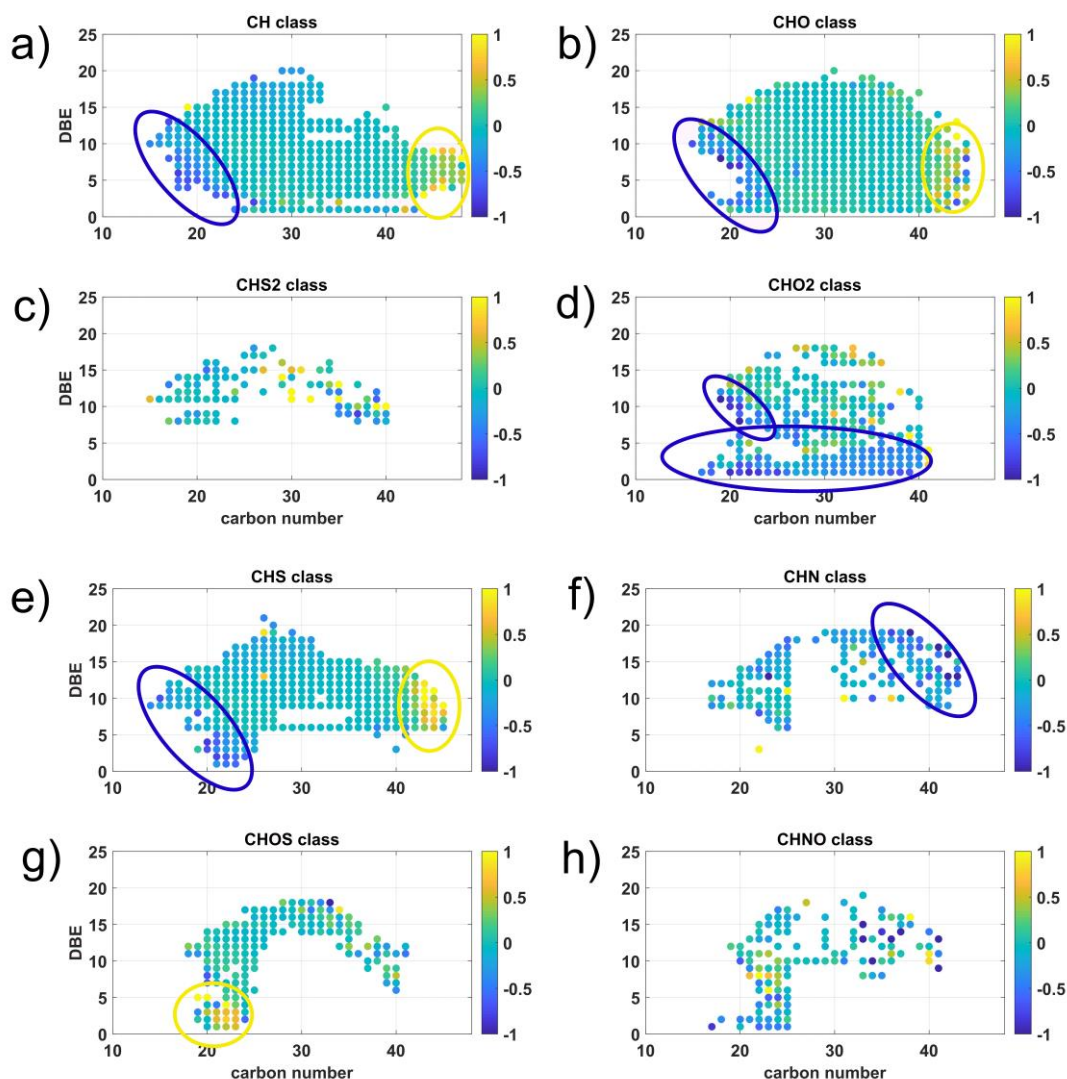 a)
CH class
25
20
15
10
5
0
DBE
10 20 30 40
1
0.5
0
-0.5
-1
b)
CHO class
25
20
15
10
5
0
10 20 30 40
1
0.5
0
-0.5
-1
c)
CHS2 class
25
20
15
10
5
0
DBE
10 20 30 40
carbon number
1
0.5
0
-0.5
-1
d)
CHO2 class
25
20
15
10
5
0
10 20 30 40
carbon number
1
0.5
0
-0.5
-1
e)
CHS class
25
20
15
10
5
0
DBE
10 20 30 40
1
0.5
0
-0.5
-1
f)
CHN class
25
20
15
10
5
0
10 20 30 40
1
0.5
0
-0.5
-1
g)
CHOS class
25
20
15
10
5
0
DBE
10 20 30 40
carbon number
1
0.5
0
-0.5
-1
h)
CHNO class
25
20
15
10
5
0
10 20 30 40
carbon number
1
0.5
0
-0.5
-1